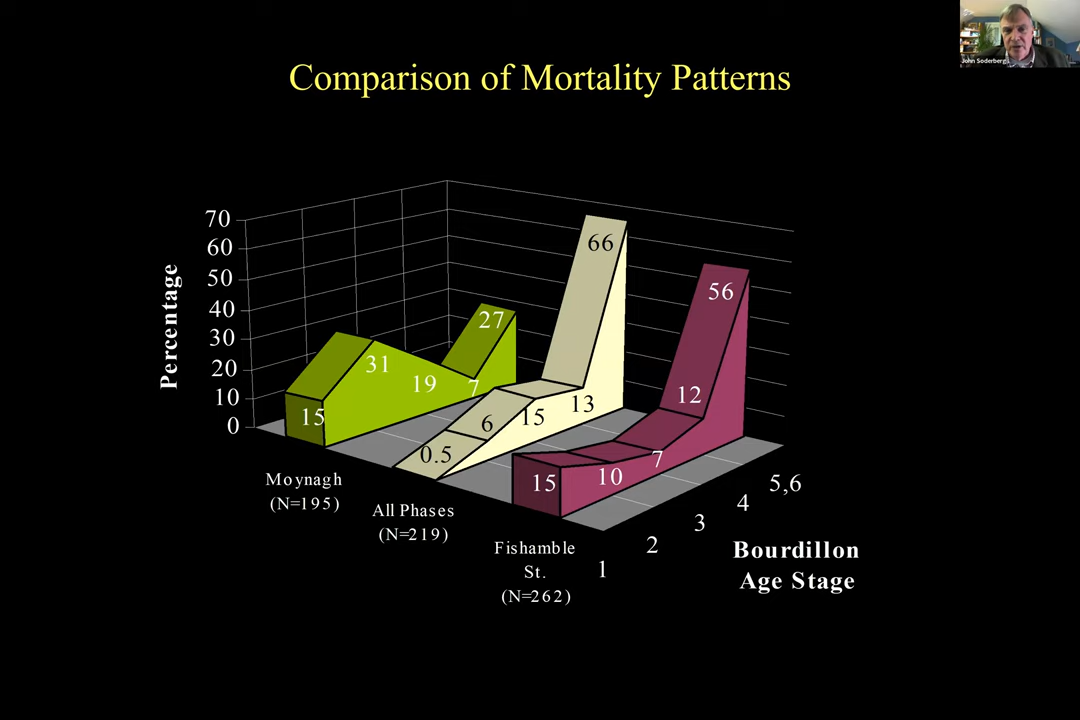 John Soderberg
Comparison of Mortality Patterns
Percentage
70
60
50
40
30
20
10
0
15
31
19
7
27
0.5
6
15
13
66
15
10
7
12
56
Moynagh
(N=195)
All Phases
(N=219)
Fishamble
St.
(N=262)
1
2
3
4
5,6
Bourdillon
Age Stage